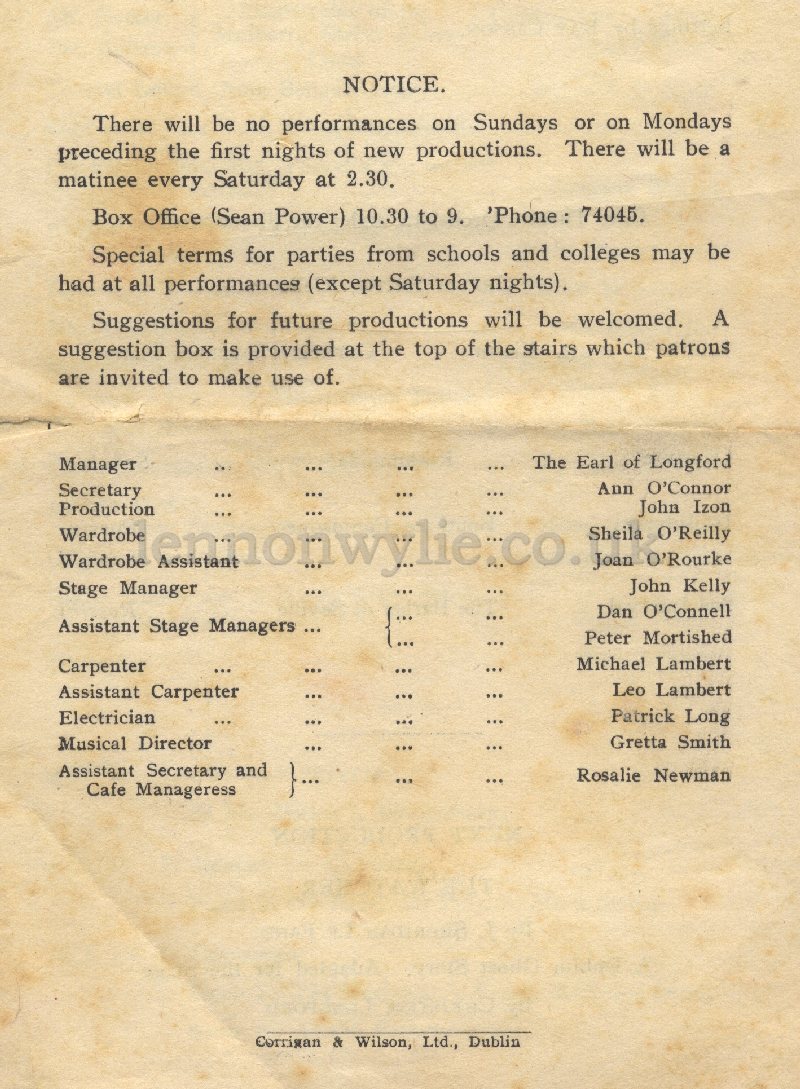 NOTICE.
There will be no performances on Sundays or on Mondays
preceding the first nights of new productions. There will be a
matinee every Saturday at 2.30.
Box Office (Sean Power) 10.30 to 9. 'Phone : 74045.
Special terms for parties from schools and colleges may be
had at all performances (except Saturday nights).
Suggestions for future productions will be welcomed. A
suggestion box is provided at the top of the stairs which patrons
are invited to make use of.
Manager ... ... ... ... The Earl of Longford
Secretary ... ... ... ... Ann O'Connor
Production ... ... ... ... John Izon
Wardrobe ... ... ... ... Sheila O'Reilly
lennonwylie.co.uk
Wardrobe Assistant ... ... ... Joan O'Rourke
Stage Manager ... ... ... John Kelly
Assistant Stage Managers ... { ... ... Dan O'Connell
... ... Peter Mortished
Carpenter ... ... ... ... Michael Lambert
Assistant Carpenter ... ... ... Leo Lambert
Electrician ... ... ... ... Patrick Long
Musical Director ... ... ... Gretta Smith
Assistant Secretary and
Cafe Manageress } ... ... ... Rosalie Newman
Corrigan & Wilson, Ltd., Dublin